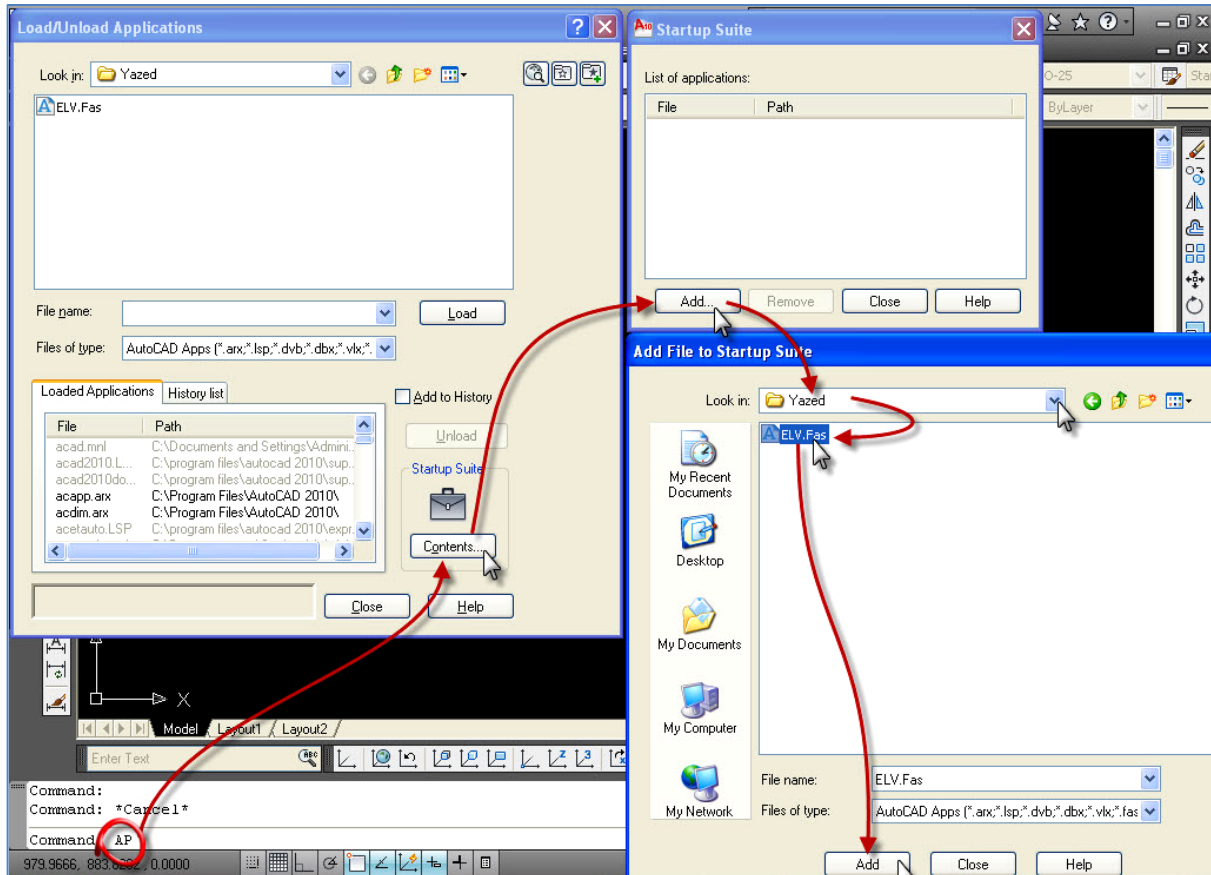 Load/Unload Applications
Look in: Yazed
ELV.Fas
File name:
Load
Files of type: AutoCAD Apps (*.arx;*.lsp;*.dvb;*.dbx;*.vlx;*.
Loaded Applications History list
Add to History
File Path
acad.mnl C:\Documents and Settings\Admini..
acad2010.L... C:\program files\autocad 2010\sup..
acad2010do... C:\program files\autocad 2010\sup..
acapp.arx C:\Program Files\AutoCAD 2010\
acdim.arx C:\Program Files\AutoCAD 2010\
acetauto.LSP C:\program files\autocad 2010\expr..
Unload
Startup Suite
Contents...
Close Help
Startup Suite
List of applications:
File Path
Add... Remove Close Help
O-25
Sta
ByLayer
Add File to Startup Suite
Look in: Yazed
ELV.Fas
My Recent
Documents
Desktop
My Documents
My Computer
My Network
File name: ELV.Fas
Files of type: AutoCAD Apps (*.arx;*.lsp;*.dvb;*.dbx;*.vlx;*.fas
Add Close Help
X
Model Layout1 Layout2
Enter Text
ABC
Command:
Command: *Cancel*
Command AP
979.9666, 0.0000